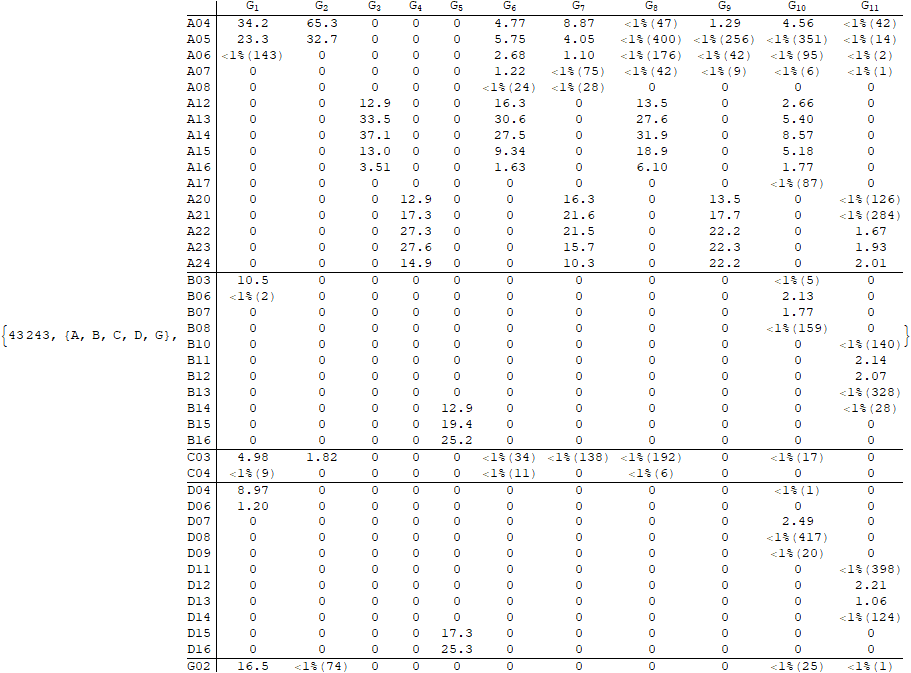 G1 G2 G3 G4 G5 G6 G7 G8 G9 G10 G11
A04 34.2 65.3 0 0 0 4.77 8.87 <1%(47) 1.29 4.56 <1%(42)
A05 23.3 32.7 0 0 0 5.75 4.05 <1%(400) <1%(256) <1%(351) <1%(14)
A06 <1%(143) 0 0 0 0 2.68 1.10 <1%(176) <1%(42) <1%(95) <1%(2)
A07 0 0 0 0 0 1.22 <1%(75) <1%(42) <1%(9) <1%(6) <1%(1)
A08 0 0 0 0 0 <1%(24) <1%(28) 0 0 0 0
A12 0 0 12.9 0 0 16.3 0 13.5 0 2.66 0
A13 0 0 33.5 0 0 30.6 0 27.6 0 5.40 0
A14 0 0 37.1 0 0 27.5 0 31.9 0 8.57 0
A15 0 0 13.0 0 0 9.34 0 18.9 0 5.18 0
A16 0 0 3.51 0 0 1.63 0 6.10 0 1.77 0
A17 0 0 0 0 0 0 0 0 0 <1%(87) 0
A20 0 0 0 12.9 0 0 16.3 0 13.5 0 <1%(126)
A21 0 0 0 17.3 0 0 21.6 0 17.7 0 <1%(284)
A22 0 0 0 27.3 0 0 21.5 0 22.2 0 1.67
A23 0 0 0 27.6 0 0 15.7 0 22.3 0 1.93
A24 0 0 0 14.9 0 0 10.3 0 22.2 0 2.01
B03 10.5 0 0 0 0 0 0 0 0 <1%(5) 0
B06 <1%(2) 0 0 0 0 0 0 0 0 2.13 0
B07 0 0 0 0 0 0 0 0 0 1.77 0
B08 0 0 0 0 0 0 0 0 0 <1%(159) 0
{43243, {A, B, C, D, G}, }
B10 0 0 0 0 0 0 0 0 0 0 <1%(140)
B11 0 0 0 0 0 0 0 0 0 0 2.14
B12 0 0 0 0 0 0 0 0 0 0 2.07
B13 0 0 0 0 0 0 0 0 0 0 <1%(328)
B14 0 0 0 0 12.9 0 0 0 0 0 <1%(28)
B15 0 0 0 0 19.4 0 0 0 0 0 0
B16 0 0 0 0 25.2 0 0 0 0 0 0
C03 4.98 1.82 0 0 0 <1%(34) <1%(138) <1%(192) 0 <1%(17) 0
C04 <1%(9) 0 0 0 0 <1%(11) 0 <1%(6) 0 0 0
D04 8.97 0 0 0 0 0 0 0 0 <1%(1) 0
D06 1.20 0 0 0 0 0 0 0 0 0 0
D07 0 0 0 0 0 0 0 0 0 2.49 0
D08 0 0 0 0 0 0 0 0 0 <1%(417) 0
D09 0 0 0 0 0 0 0 0 0 <1%(20) 0
D11 0 0 0 0 0 0 0 0 0 0 <1%(398)
D12 0 0 0 0 0 0 0 0 0 0 2.21
D13 0 0 0 0 0 0 0 0 0 0 1.06
D14 0 0 0 0 0 0 0 0 0 0 <1%(124)
D15 0 0 0 0 17.3 0 0 0 0 0 0
D16 0 0 0 0 25.3 0 0 0 0 0 0
G02 16.5 <1%(74) 0 0 0 0 0 0 0 <1%(25) <1%(1)